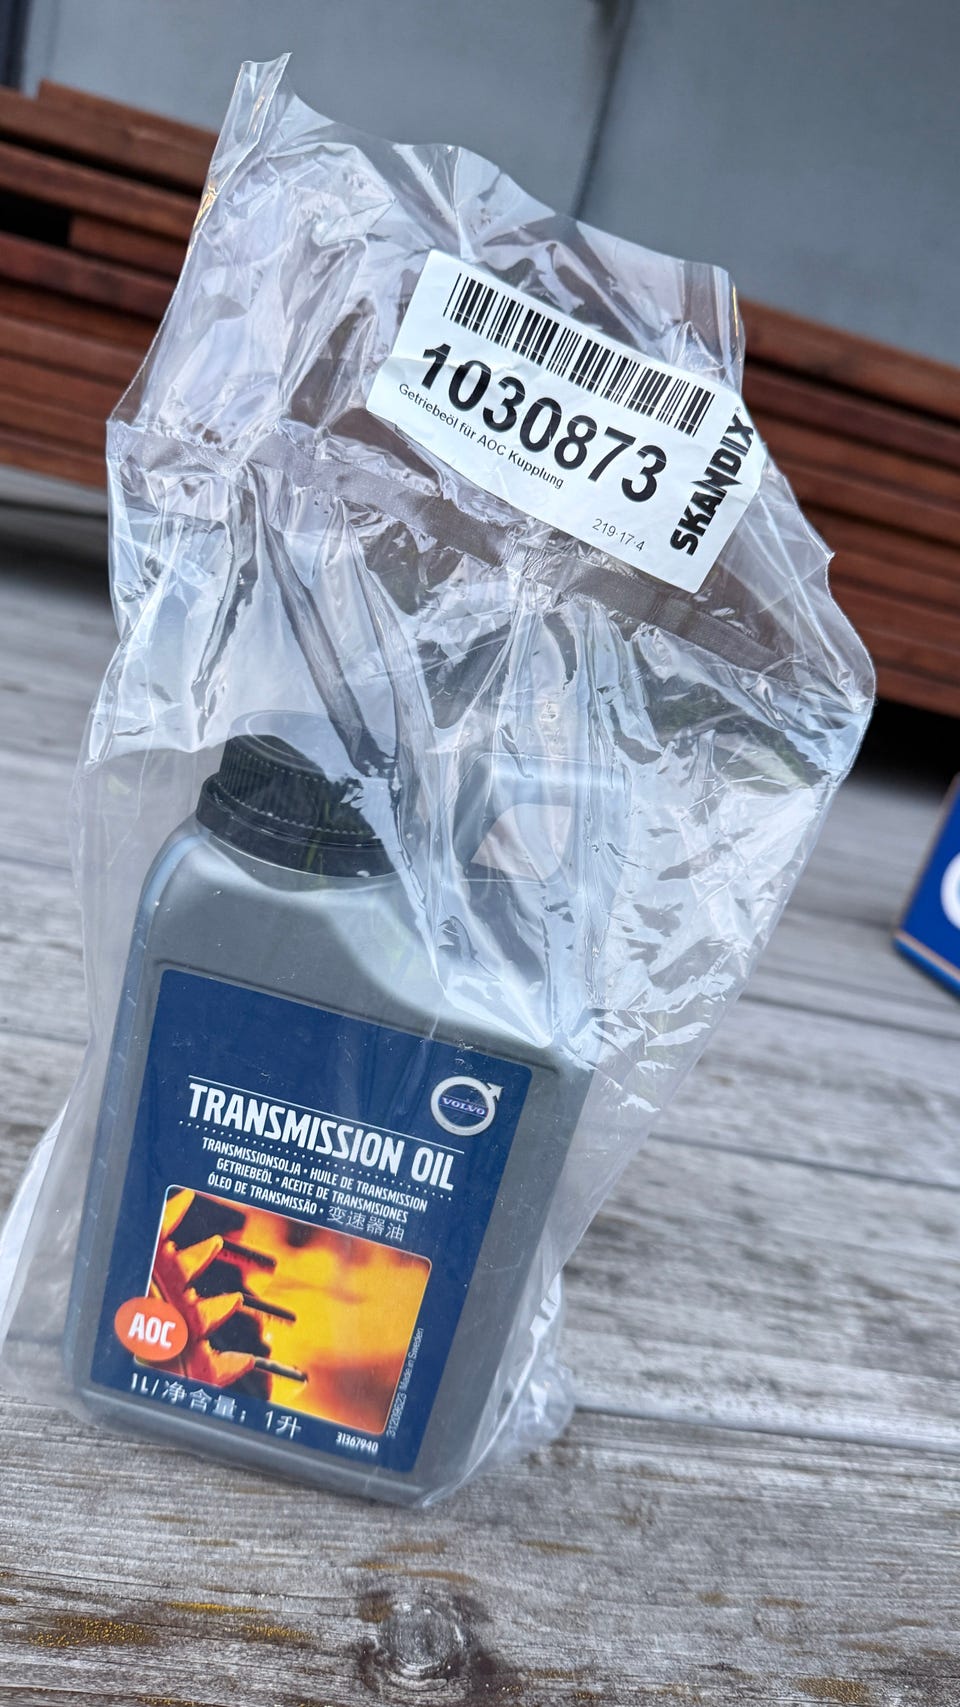 1030873
Getriebeöl für AOC Kupplung
219-17-4
SKANDIX®
VOLVO
TRANSMISSION OIL
TRANSMISSIONSOLJA • HUILE DE TRANSMISSION
GETRIEBEÖL • ACEITE DE TRANSMISIONES
ÓLEO DE TRANSMISSÃO • 变速器油
AOC
1L/净含量: 1升
31367940
31209623 Made in Sweden